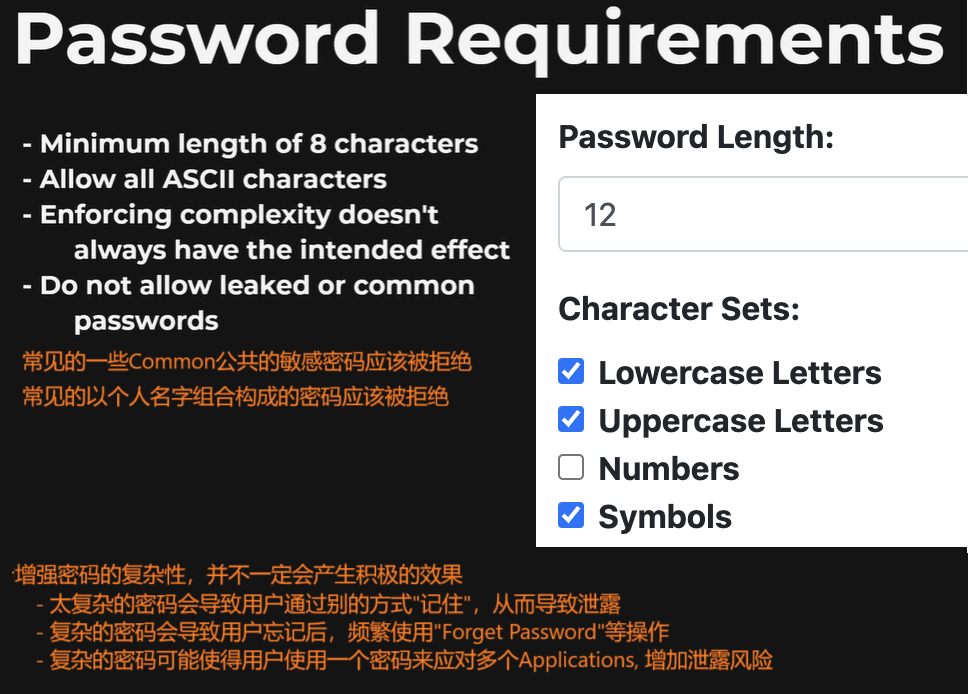 Password Requirements
- Minimum length of 8 characters
- Allow all ASCII characters
- Enforcing complexity doesn't
always have the intended effect
- Do not allow leaked or common
passwords
常见的一些Common公共的敏感密码应该被拒绝
常见的以个人名字组合构成的密码应该被拒绝
Password Length:
12
Character Sets:
Lowercase Letters
Uppercase Letters
Numbers
Symbols
·增强密码的复杂性，并不一定会产生积极的效果
- 太复杂的密码会导致用户通过别的方式"记住"，从而导致泄露
- 复杂的密码会导致用户忘记后，频繁使用"Forget Password"等操作
- 复杂的密码可能使得用户使用一个密码来应对多个Applications, 增加泄露风险